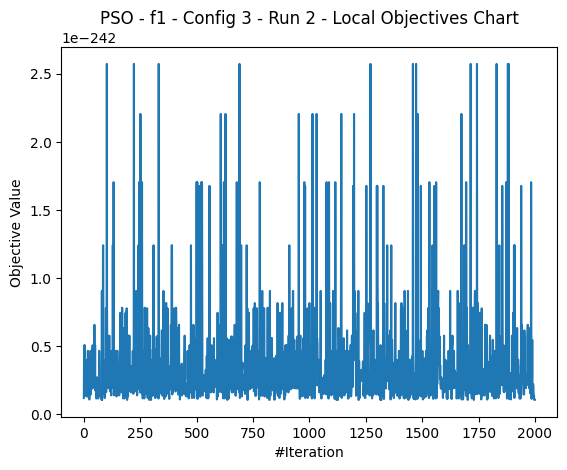 PSO - f1 - Config 3 - Run 2 - Local Objectives Chart
1e−242
2.5
2.0
1.5
1.0
0.5
0.0
Objective Value
0 250 500 750 1000 1250 1500 1750 2000
#Iteration